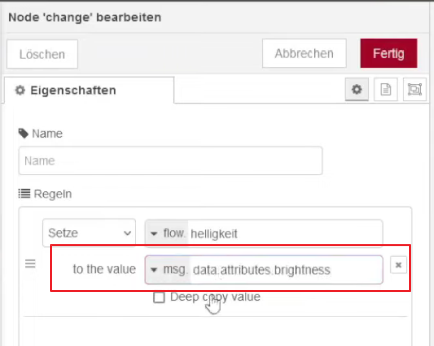 Node 'change' bearbeiten
Löschen
Abbrechen
Fertig
Eigenschaften
Name
Name
Regeln
Setze
flow. helligkeit
to the value
msg. data.attributes.brightness
Deep copy value